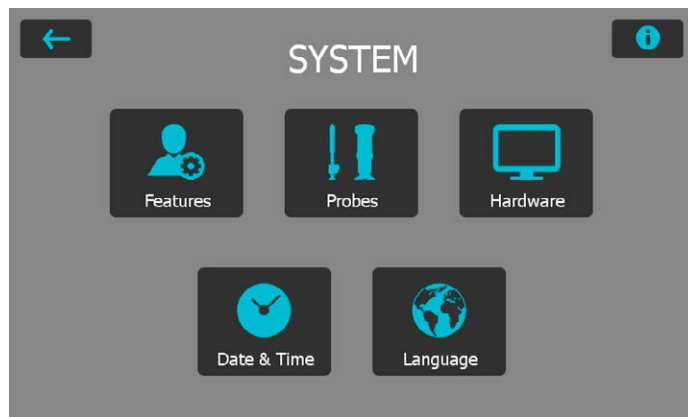 SYSTEM
Features
Probes
Hardware
Date & Time
Language